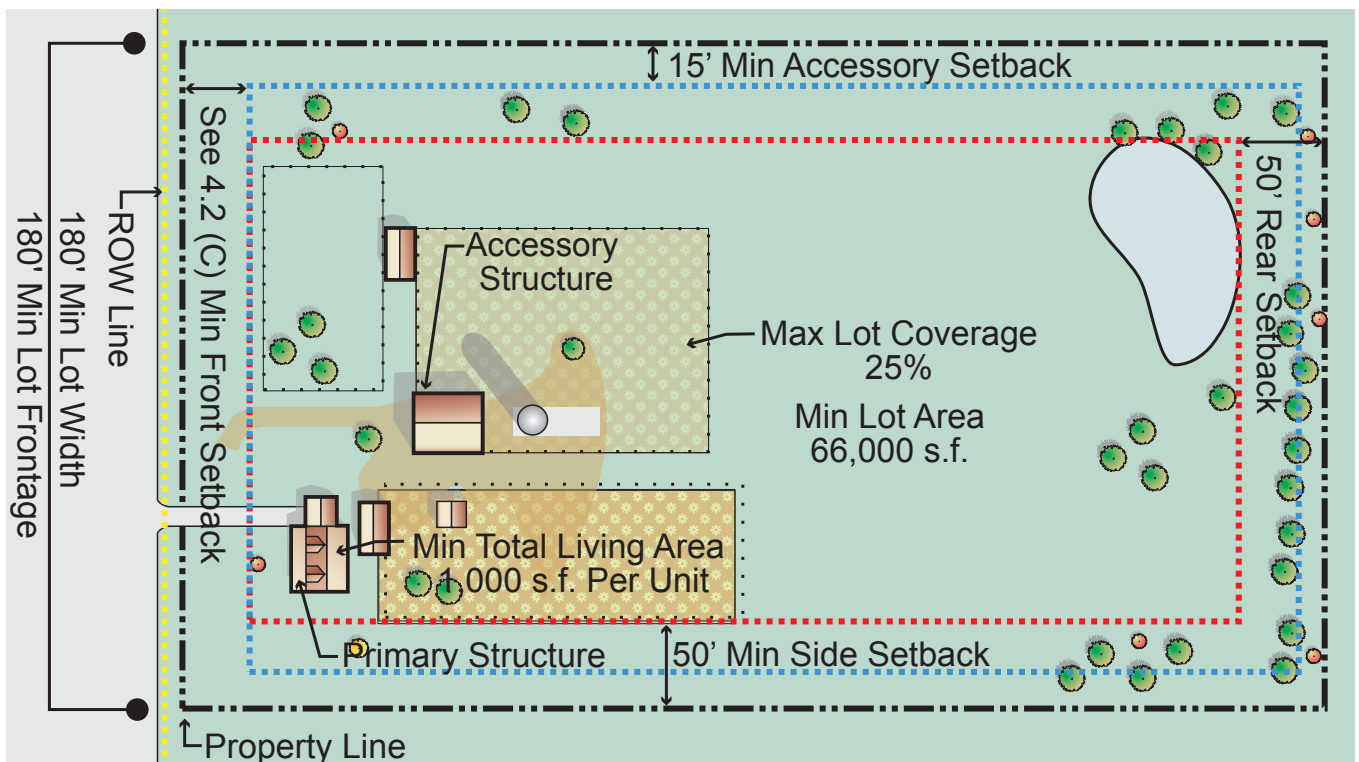 15' Min Accessory Setback
See 4.2 (C) Min Front Setback
50' Rear Setback
ROW Line
180' Min Lot Width
180' Min Lot Frontage
Accessory
Structure
Max Lot Coverage
25%
Min Lot Area
66,000 s.f.
Min Total Living Area
1,000 s.f. Per Unit
Primary Structure
50' Min Side Setback
Property Line